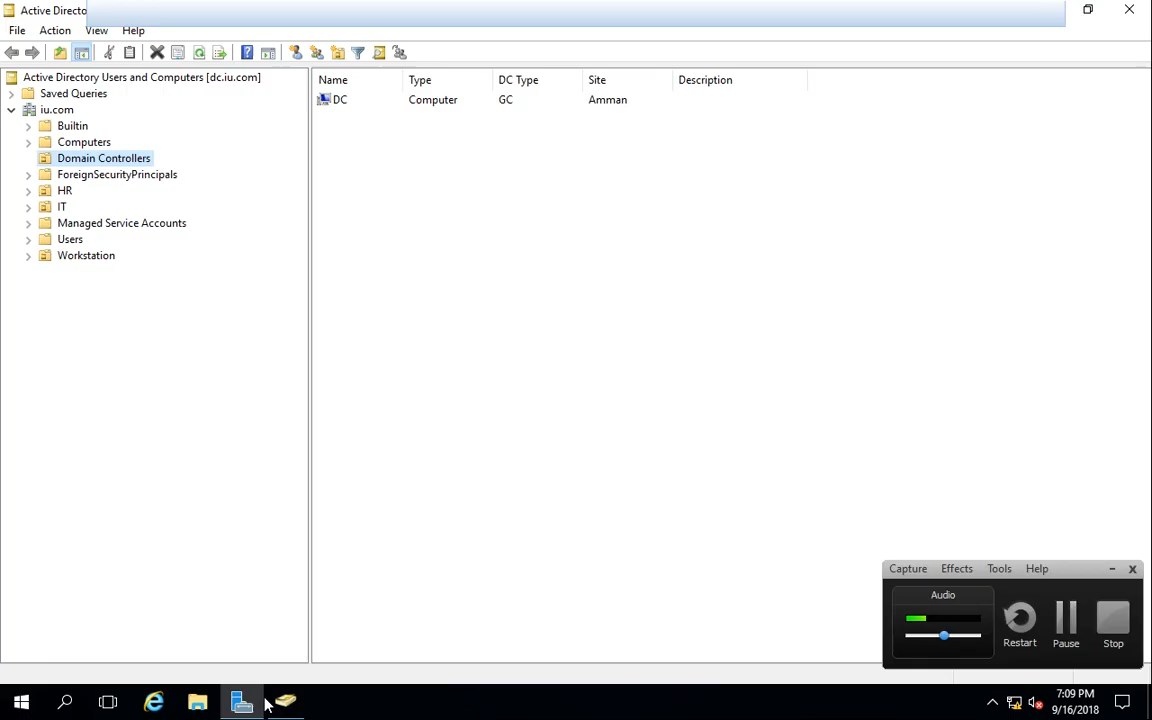 Active Directo
File Action View Help
Active Directory Users and Computers [dc.iu.com]
Saved Queries
iu.com
Builtin
Computers
Domain Controllers
ForeignSecurityPrincipals
HR
IT
Managed Service Accounts
Users
Workstation
Name Type DC Type Site Description
DC Computer GC Amman
Capture Effects Tools Help
Audio
Restart Pause Stop
7:09 PM
9/16/2018